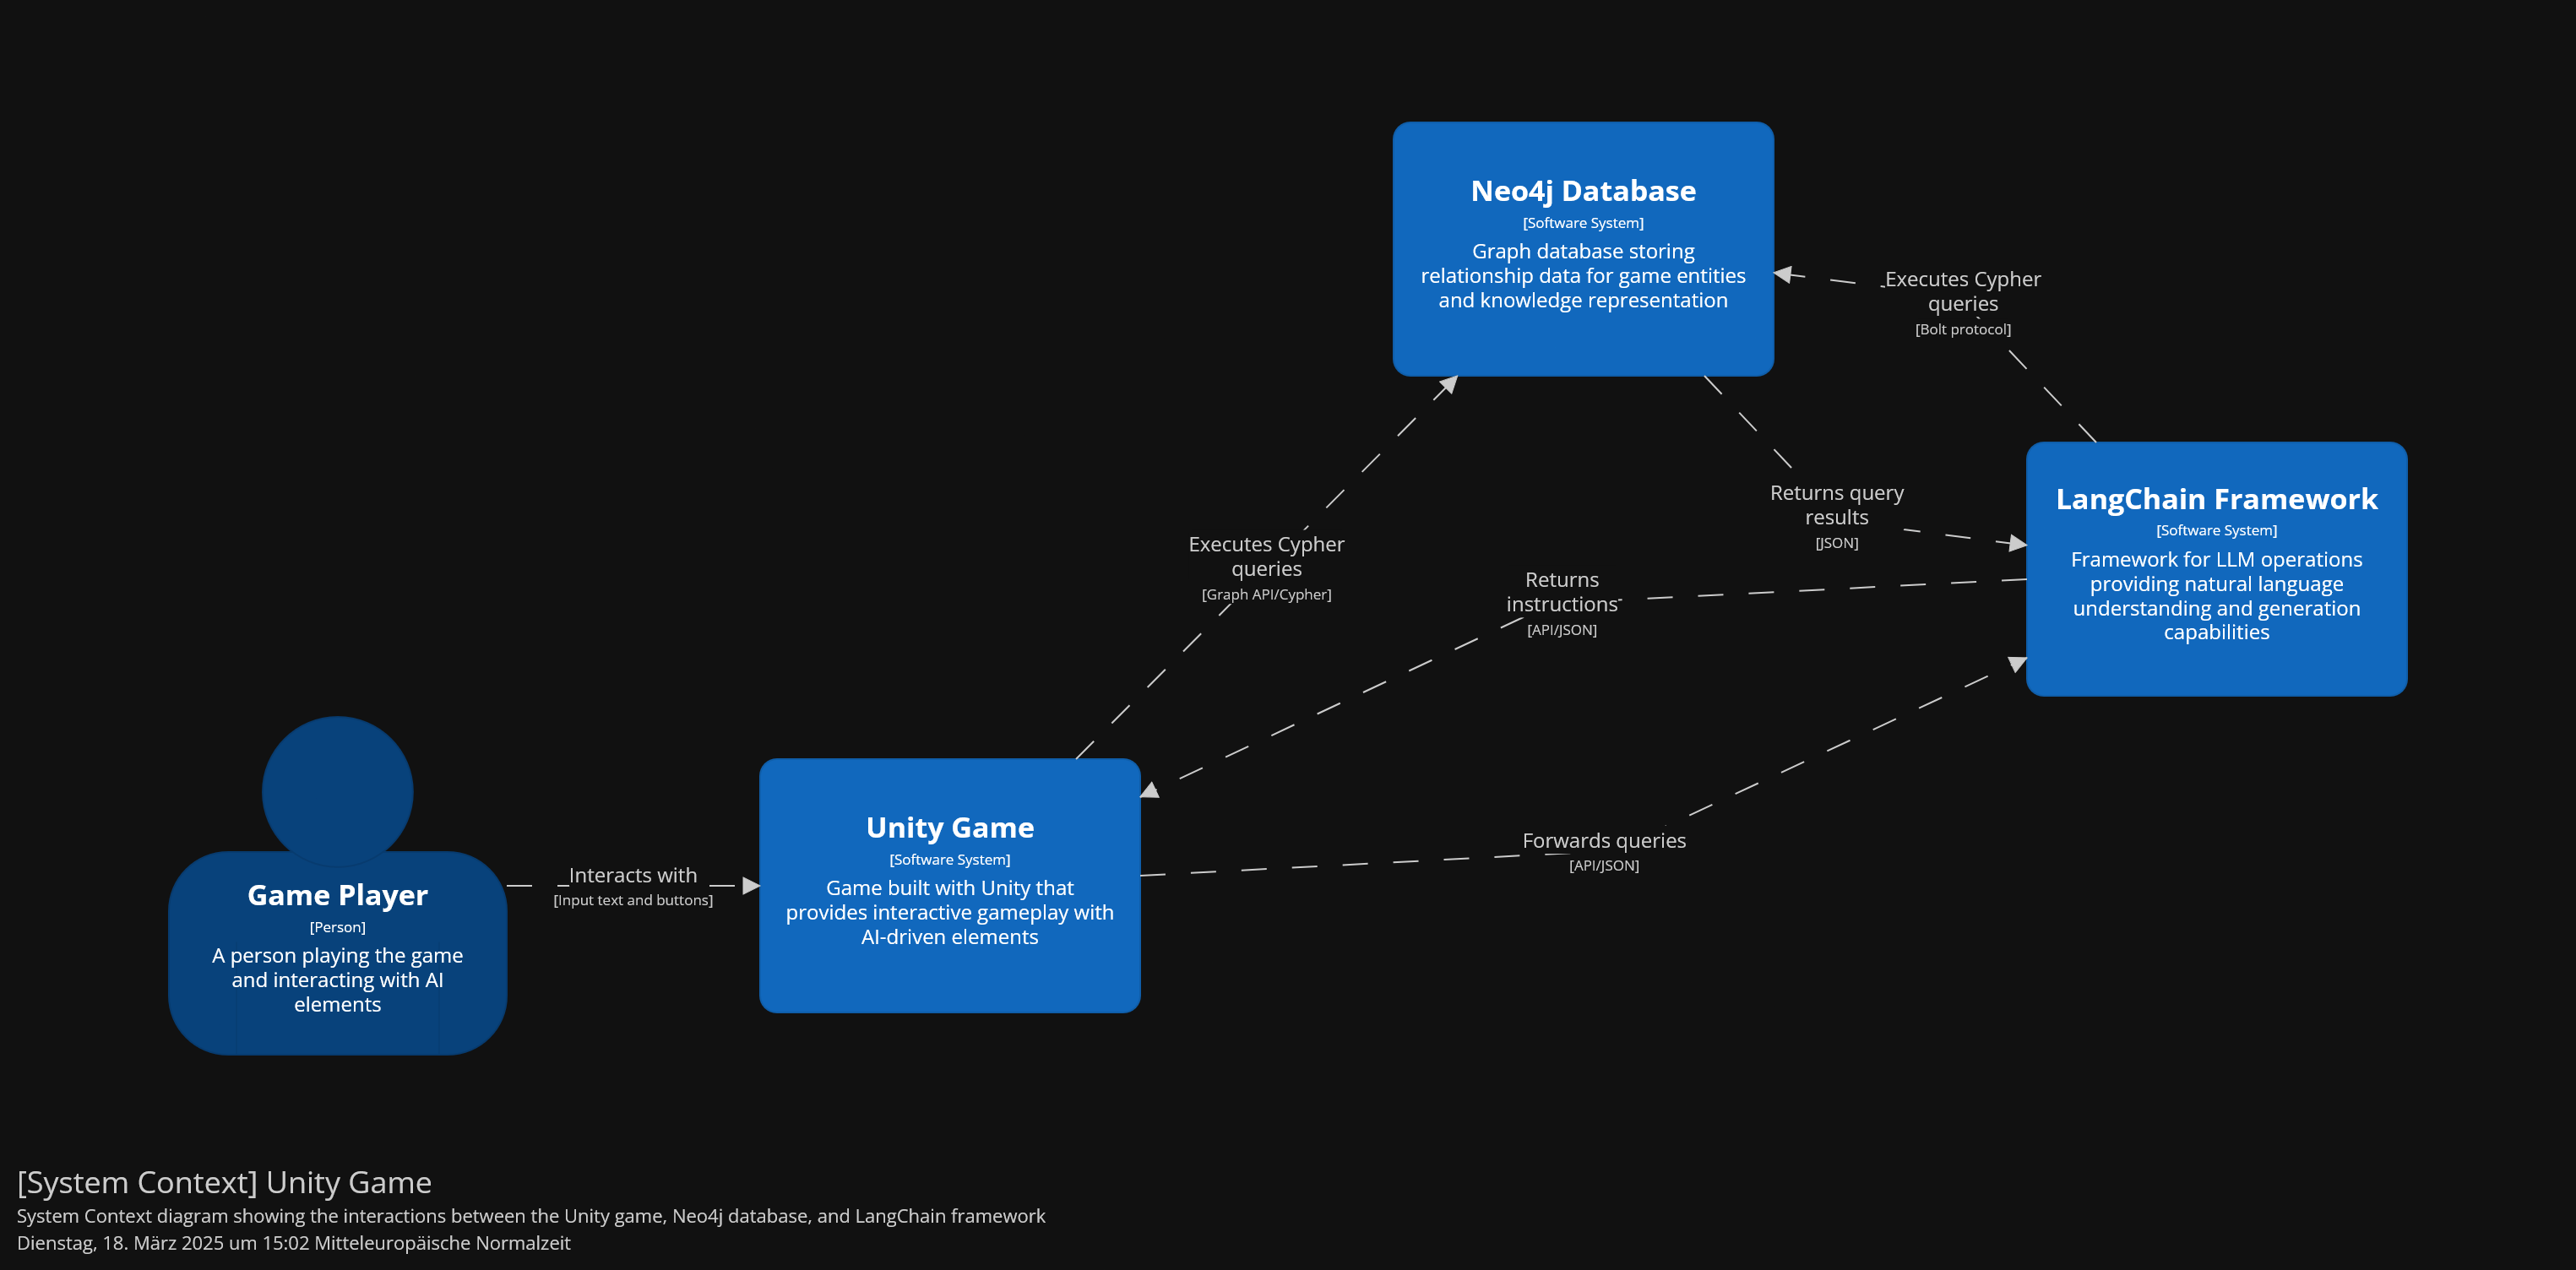 Neo4j Database
[Software System]
Graph database storing
relationship data for game entities
and knowledge representation
Executes Cypher
queries
[Bolt protocol]
Returns query
results
[JSON]
LangChain Framework
[Software System]
Framework for LLM operations
providing natural language
understanding and generation
capabilities
Executes Cypher
queries
[Graph API/Cypher]
Returns
instructions
[API/JSON]
Game Player
[Person]
A person playing the game
and interacting with AI
elements
Interacts with
[Input text and buttons]
Unity Game
[Software System]
Game built with Unity that
provides interactive gameplay with
AI-driven elements
Forwards queries
[API/JSON]
[System Context] Unity Game
System Context diagram showing the interactions between the Unity game, Neo4j database, and LangChain framework
Dienstag, 18. März 2025 um 15:02 Mitteleuropäische Normalzeit